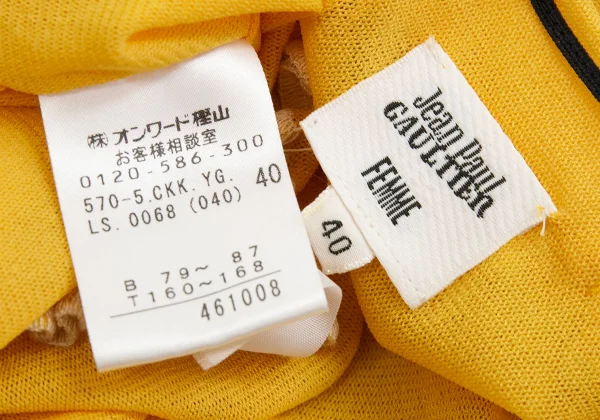 (株)オンワード樫山
お客様相談室
0120-586-300
570-5.CKK.YG. 40
LS.0068 (040)
B 79~ 87
T160~168
461008
Jean Paul
GAULTIER
FEMME
40